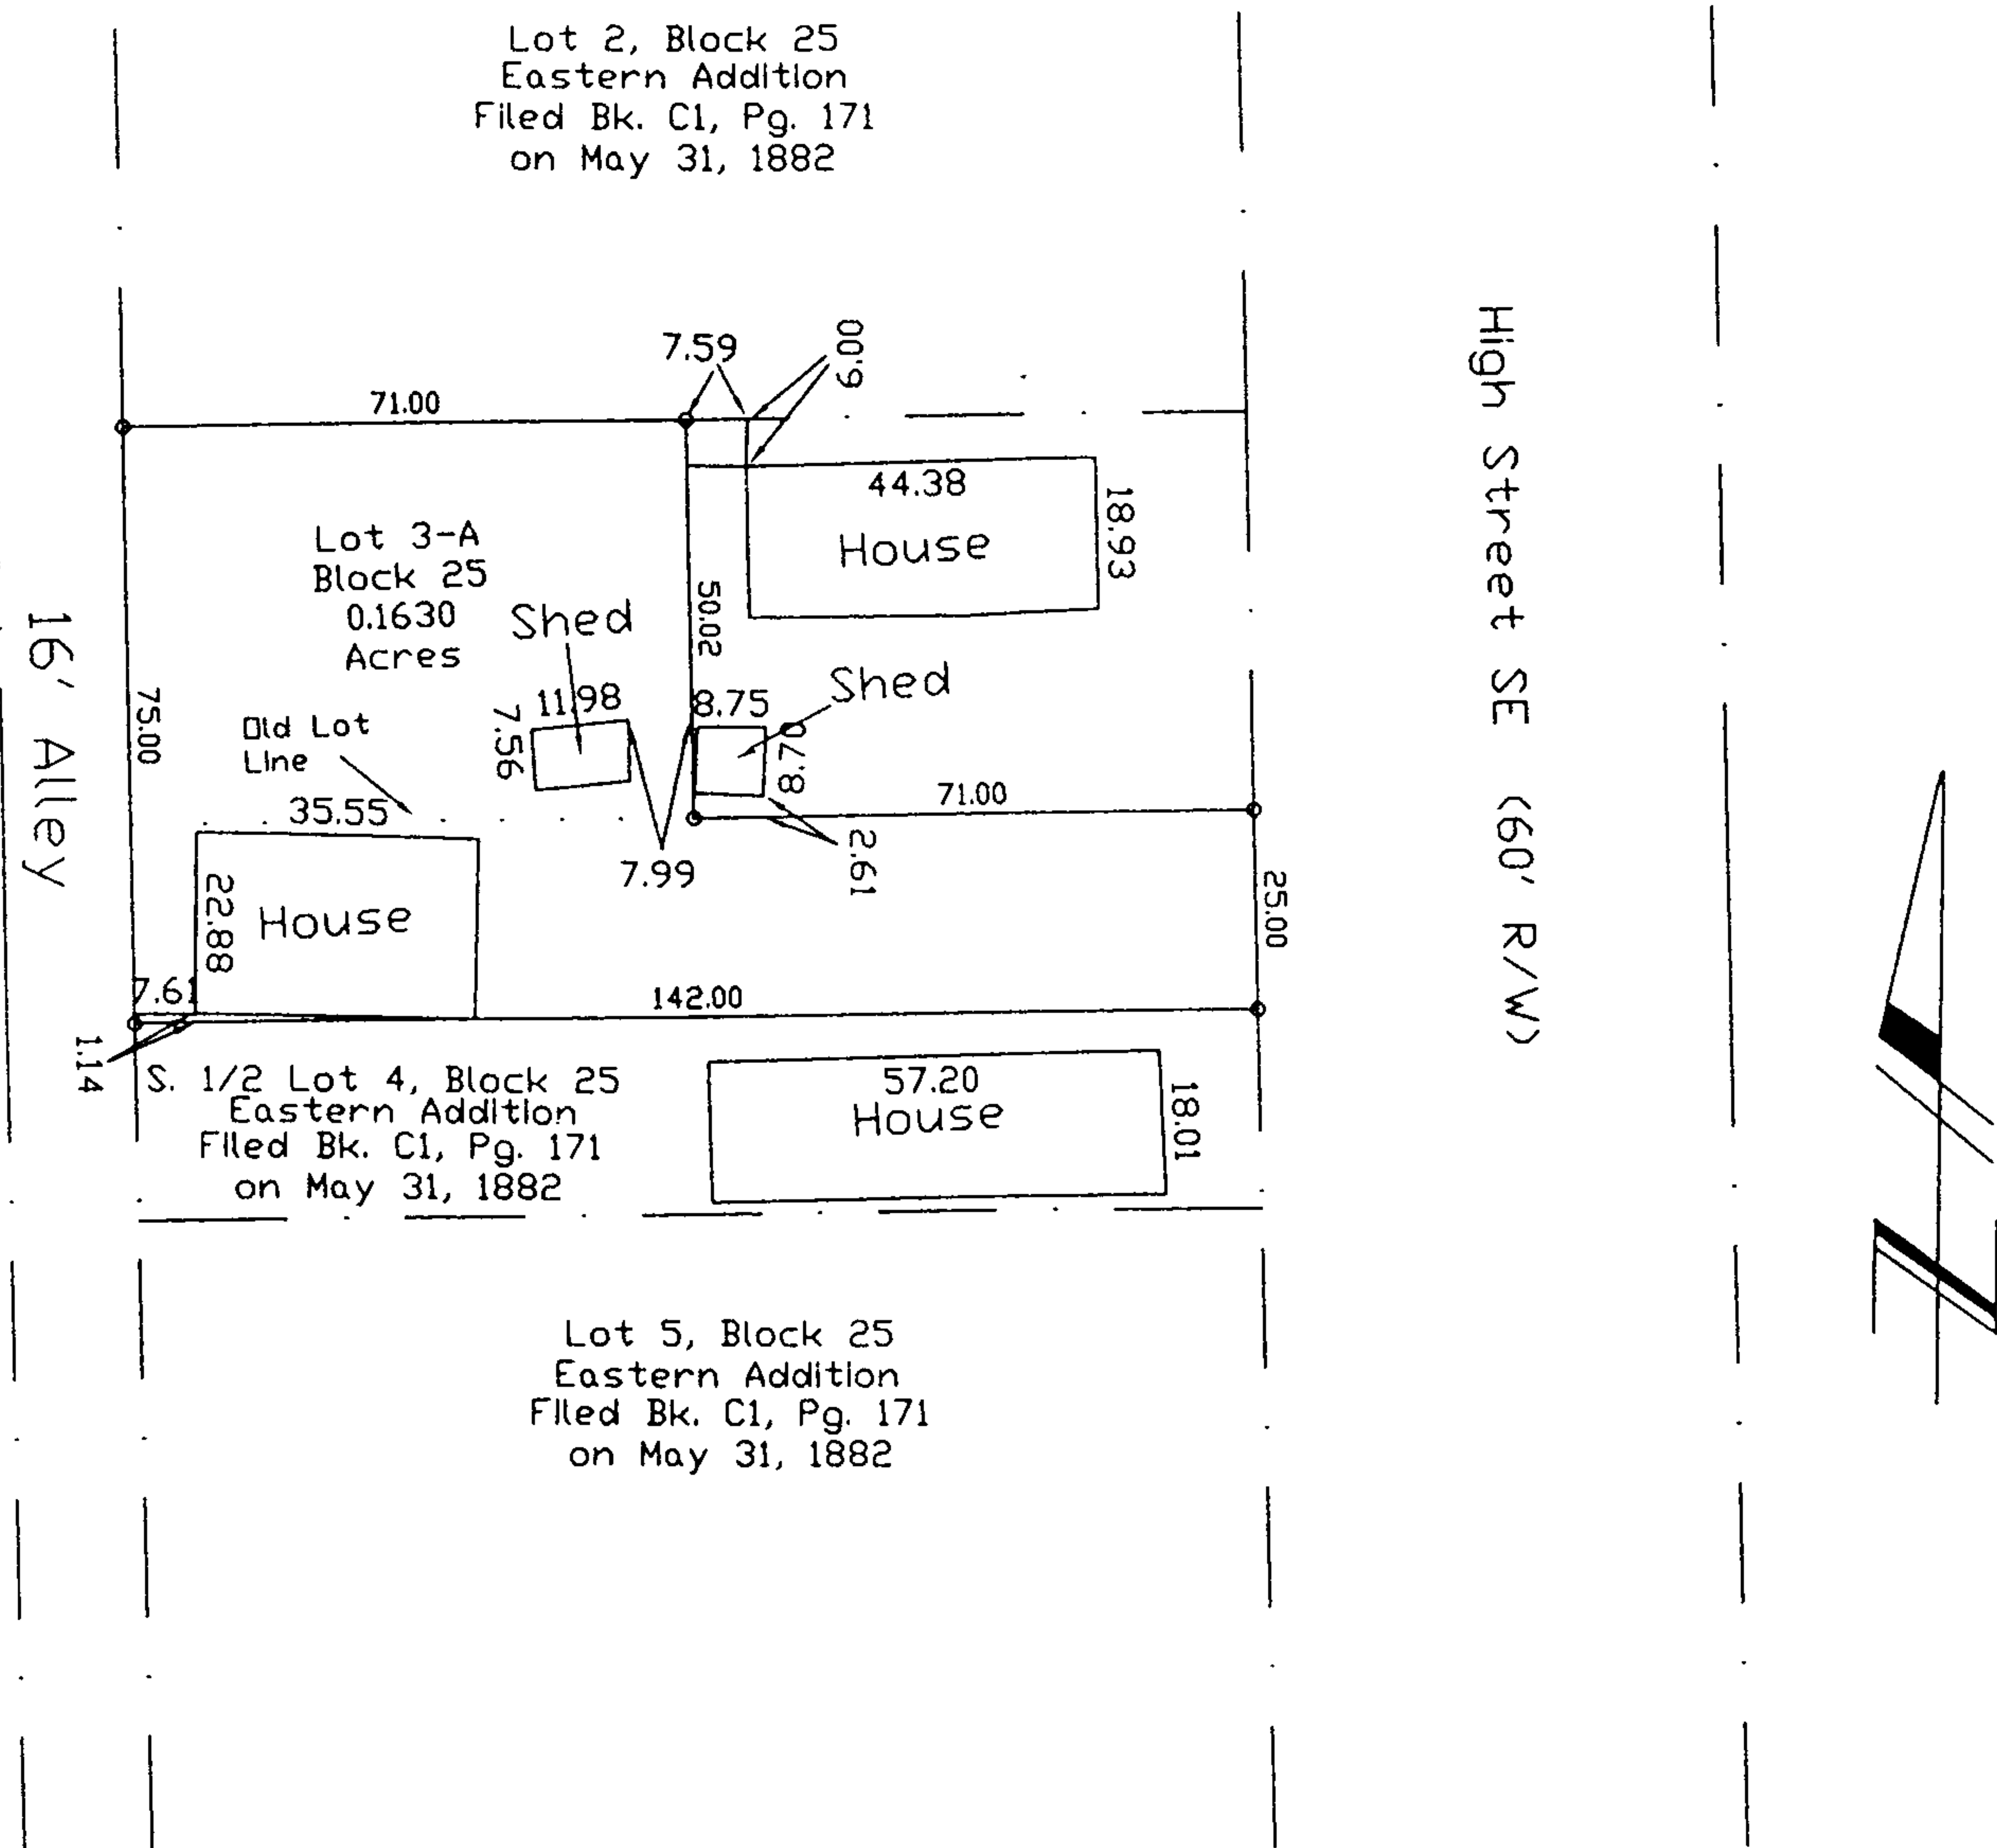 Lot 2, Block 25
Eastern Addition
Filed Bk. C1, Pg. 171
on May 31, 1882
High Street SE (60' R/W)
7.59
6.00
71.00
44.38
18.93
House
Lot 3-A
Block 25
0.1630
Acres
50.02
Shed
Shed
11.98
7.56
8.75
8.70
16' Alley
75.00
Old Lot
Line
35.55
71.00
2.61
7.99
22.88
House
25.00
7.61
142.00
1.14
S. 1/2 Lot 4, Block 25
Eastern Addition
Filed Bk. C1, Pg. 171
on May 31, 1882
57.20
House
18.01
Lot 5, Block 25
Eastern Addition
Filed Bk. C1, Pg. 171
on May 31, 1882
N